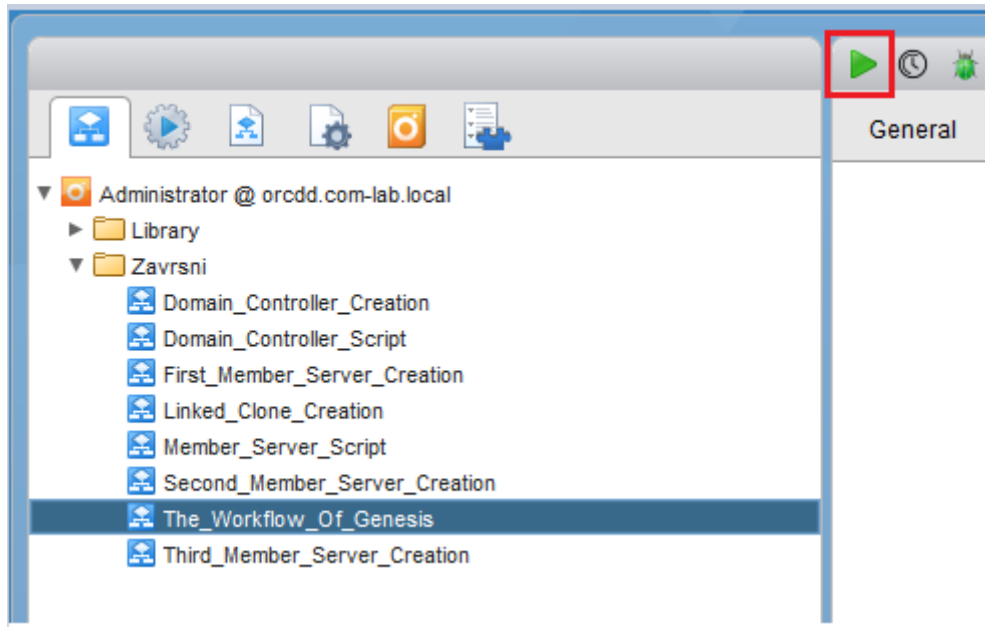 General
Administrator @ orcdd.com-lab.local
Library
Zavrsni
Domain_Controller_Creation
Domain_Controller_Script
First_Member_Server_Creation
Linked_Clone_Creation
Member_Server_Script
Second_Member_Server_Creation
The_Workflow_Of_Genesis
Third_Member_Server_Creation